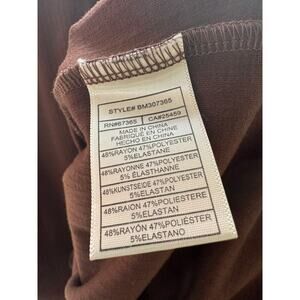 STYLE# BM307365
RN#67365 CA#25459
MADE IN CHINA
FABRIQUÉ EN CHINE
HECHO EN CHINA
48%RAYON 47%POLYESTER
5%ELASTANE
48%RAYONNE 47%POLYESTER
5% ÉLASTHANNE
48%KUNSTSEIDE 47%POLYESTER
5%ELASTAN
48%RAION 47%POLIESTERE
5%ELASTAN
48%RAYÓN 47%POLIÉSTER
5%ELASTANO